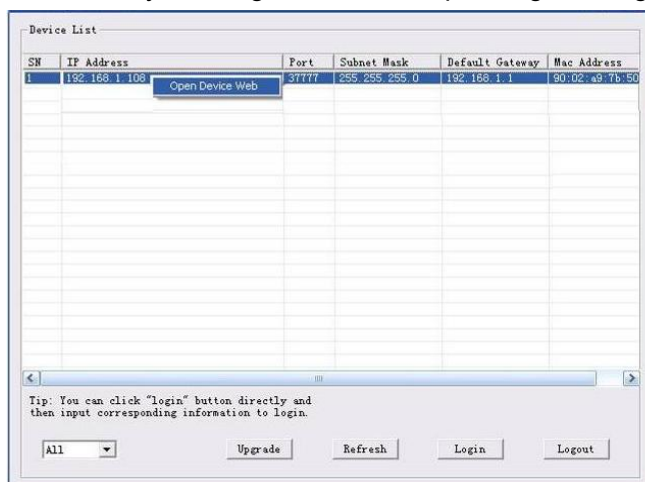 Device List
SN IP Address Port Subnet Mask Default Gateway Mac Address
1 192.168.1.108 37777 255.255.255.0 192.168.1.1 90:02:a9:7b:50
Open Device Web
Tip: You can click "login" button directly and
then input corresponding information to login.
All Upgrade Refresh Login Logout